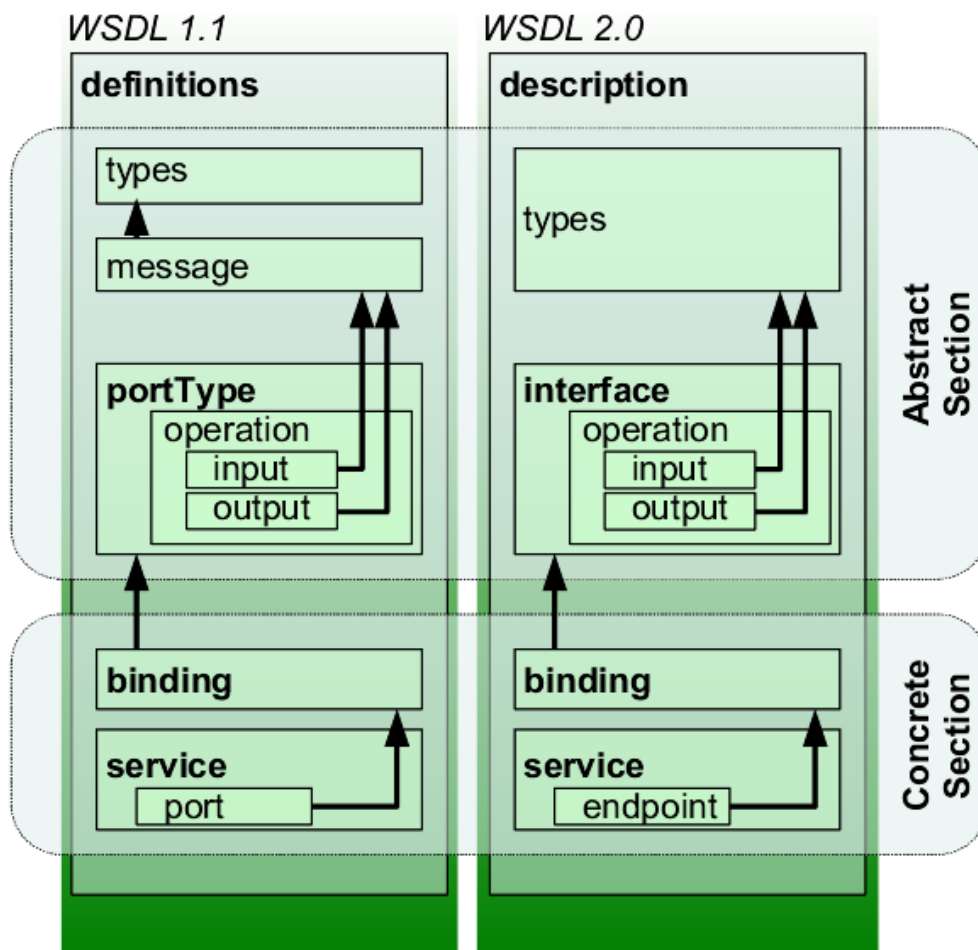 WSDL 1.1
definitions
types
message
portType
operation
input
output
binding
service
port
WSDL 2.0
description
types
interface
operation
input
output
binding
service
endpoint
Abstract
Section
Concrete
Section